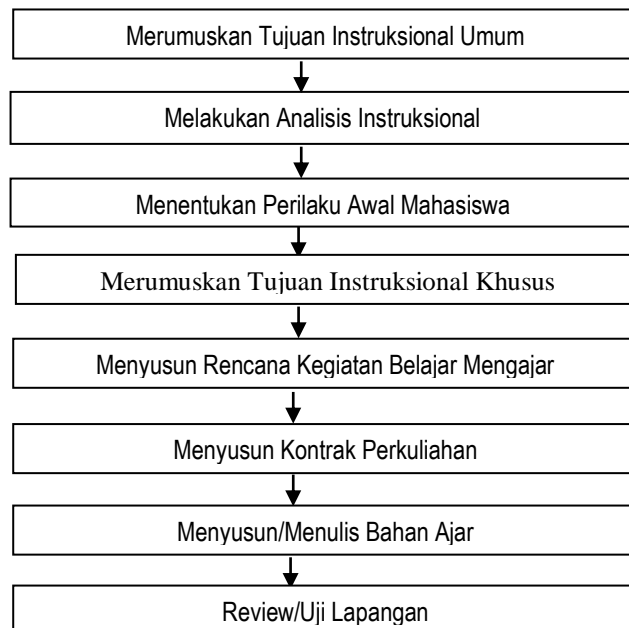 Merumuskan Tujuan Instruksional Umum
Melakukan Analisis Instruksional
Menentukan Perilaku Awal Mahasiswa
Merumuskan Tujuan Instruksional Khusus
Menyusun Rencana Kegiatan Belajar Mengajar
Menyusun Kontrak Perkuliahan
Menyusun/Menulis Bahan Ajar
Review/Uji Lapangan